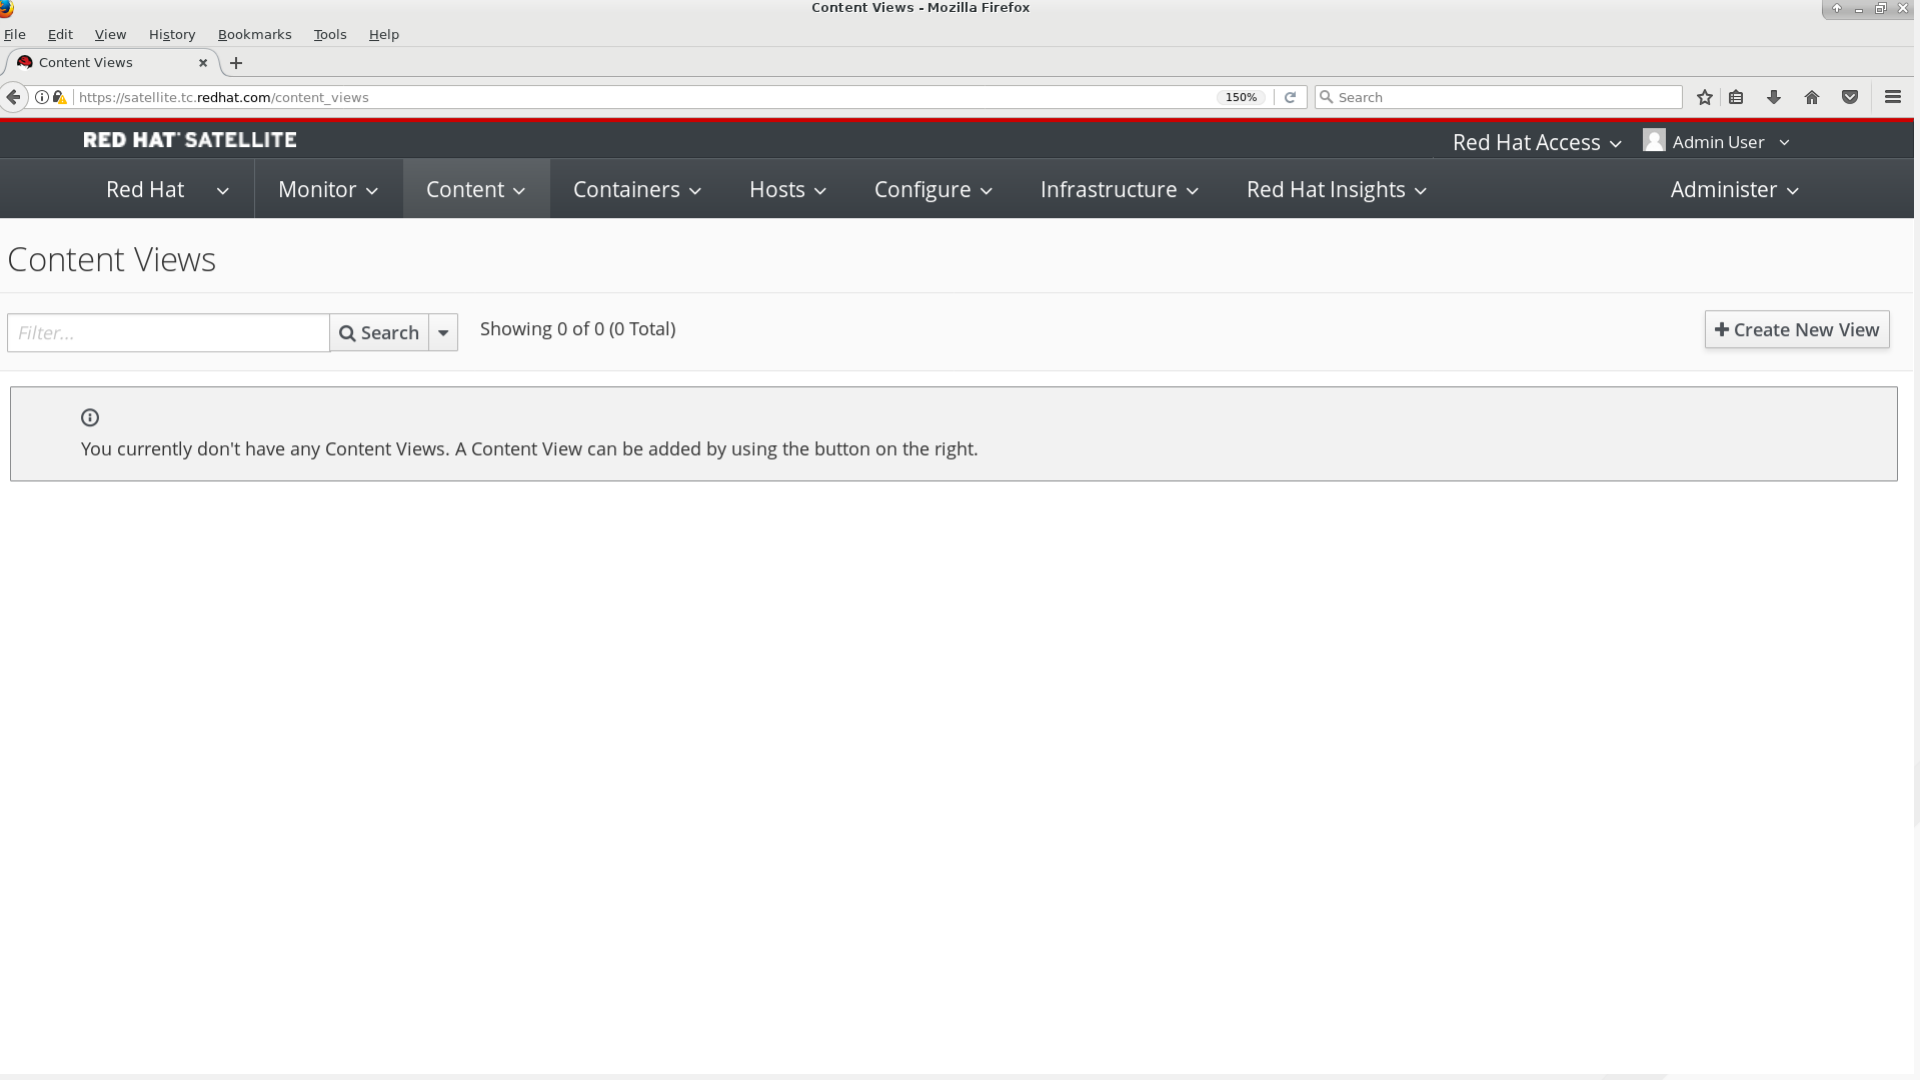 Content Views - Mozilla Firefox
File Edit View History Bookmarks Tools Help
Content Views
https://satellite.tc.redhat.com/content_views 150% Search
RED HAT SATELLITE Red Hat Access Admin User
Red Hat Monitor Content Containers Hosts Configure Infrastructure Red Hat Insights Administer
Content Views
Filter... Search Showing 0 of 0 (0 Total) Create New View
You currently don't have any Content Views. A Content View can be added by using the button on the right.